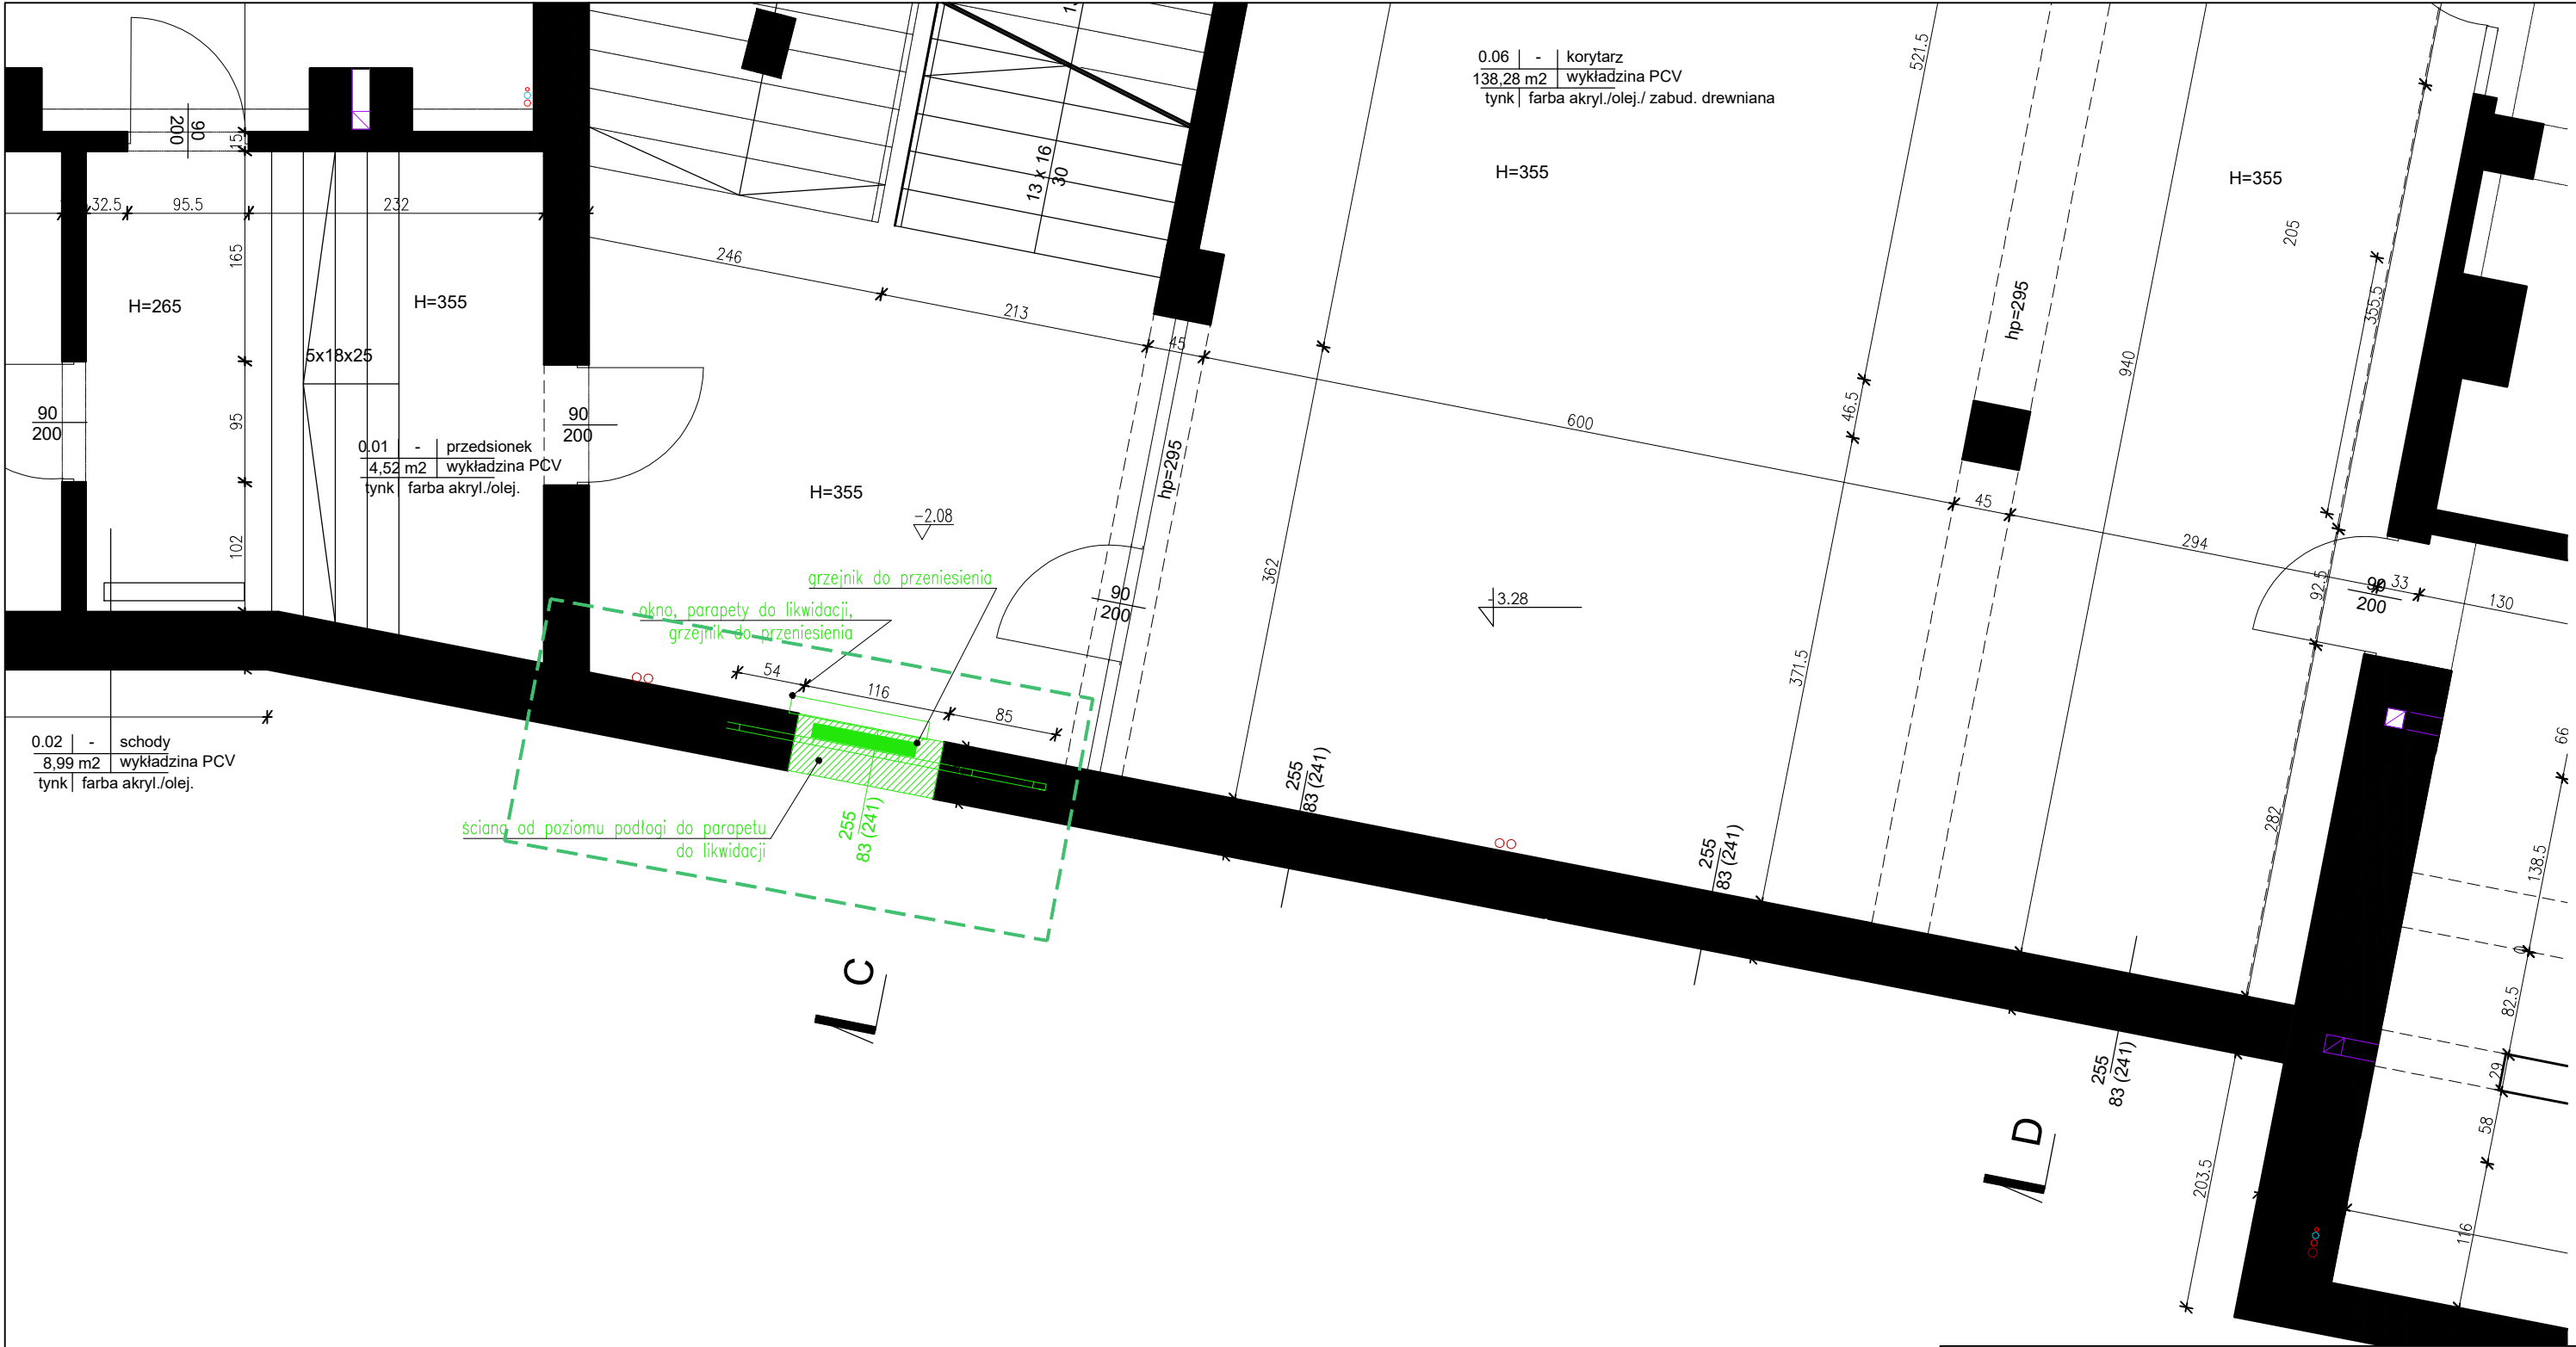 0.06 | - | korytarz
138,28 m2 | wykładzina PCV
tynk | farba akryl./olej./ zabud. drewniana
H=355
H=355
521.5
205
13 x 16
30
90
200
15
32.5
95.5
232
165
H=265
H=355
5x18x25
246
213
45
600
hp=295
940
355.5
46.5
90
200
95
90
200
0.01 | - | przedsionek
4,52 m2 | wykładzina PCV
tynk | farba akryl./olej.
H=355
hp=295
-2.08
102
45
294
362
92.5
90
200
33
130
grzejnik do przeniesienia
okno, parapety do likwidacji,
grzejnik do przeniesienia
90
200
-3.28
54
116
85
371.5
0.02 | - | schody
8,99 m2 | wykładzina PCV
tynk | farba akryl./olej.
66
255
83 (241)
282
ściana od poziomu podłogi do parapetu
do likwidacji
255
83 (241)
255
83 (241)
138.5
0
C
82.5
255
83 (241)
29
D
58
203.5
116